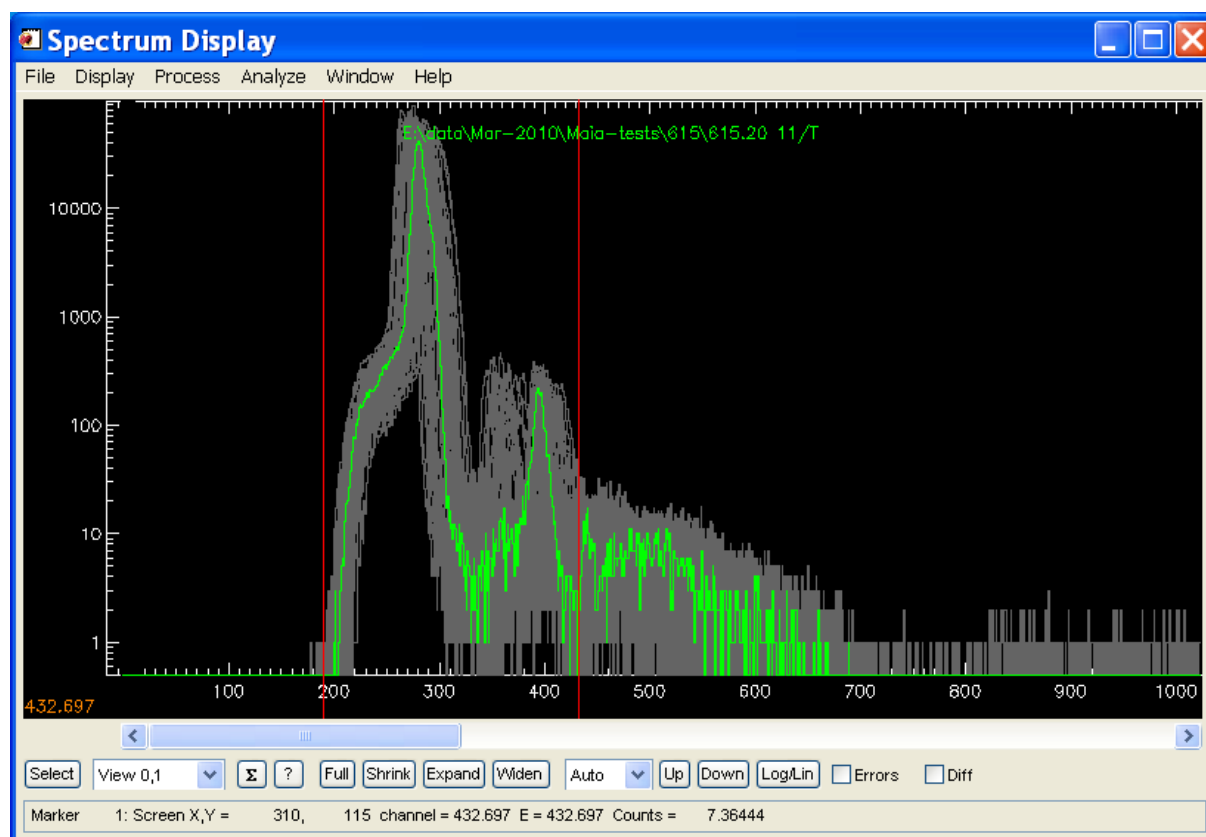 Spectrum Display
File Display Process Analyze Window Help
E:\data\Mar-2010\Maia-tests\615\615.20 11/T
10000
1000
100
10
1
100 200 300 400 500 600 700 800 900 1000
432.697
Select View 0,1 Σ ? Full Shrink Expand Widen Auto Up Down Log/Lin Errors Diff
Marker 1: Screen X,Y = 310, 115 channel = 432.697 E = 432.697 Counts = 7.36444